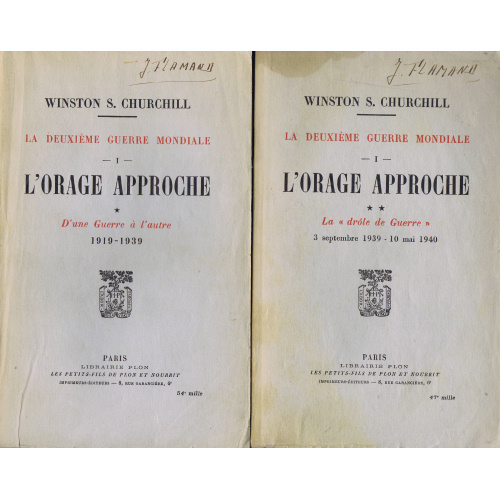 J. FLAMAND
WINSTON S. CHURCHILL
LA DEUXIÈME GUERRE MONDIALE
— I —
L'ORAGE APPROCHE
★
D'une Guerre à l'autre
1919-1939
PARIS
LIBRAIRIE PLON
LES PETITS-FILS DE PLON ET NOURRIT
IMPRIMEURS-ÉDITEURS — 8, RUE GARANCIÈRE, 6e
54e mille
J. FLAMAND
WINSTON S. CHURCHILL
LA DEUXIÈME GUERRE MONDIALE
— I —
L'ORAGE APPROCHE
★ ★
La « drôle de Guerre »
3 septembre 1939 - 10 mai 1940
PARIS
LIBRAIRIE PLON
LES PETITS-FILS DE PLON ET NOURRIT
IMPRIMEURS-ÉDITEURS — 8, RUE GARANCIÈRE, 6e
47e mille